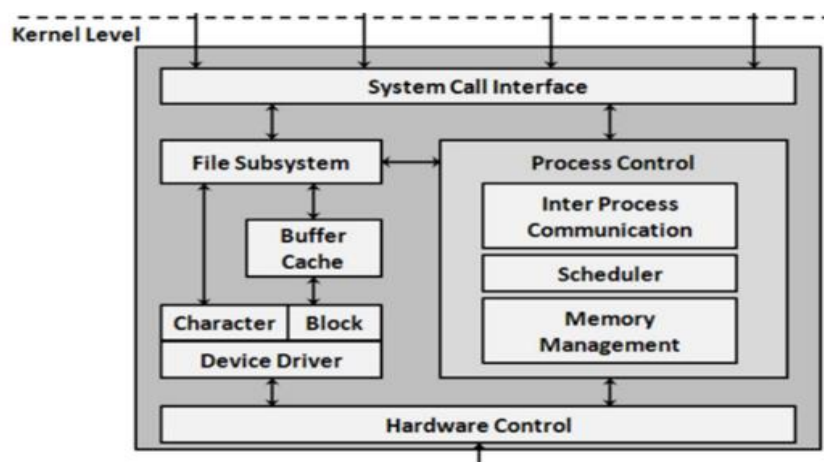 Kernel Level
System Call Interface
File Subsystem
Process Control
Inter Process
Communication
Buffer
Cache
Scheduler
Character
Block
Memory
Management
Device Driver
Hardware Control